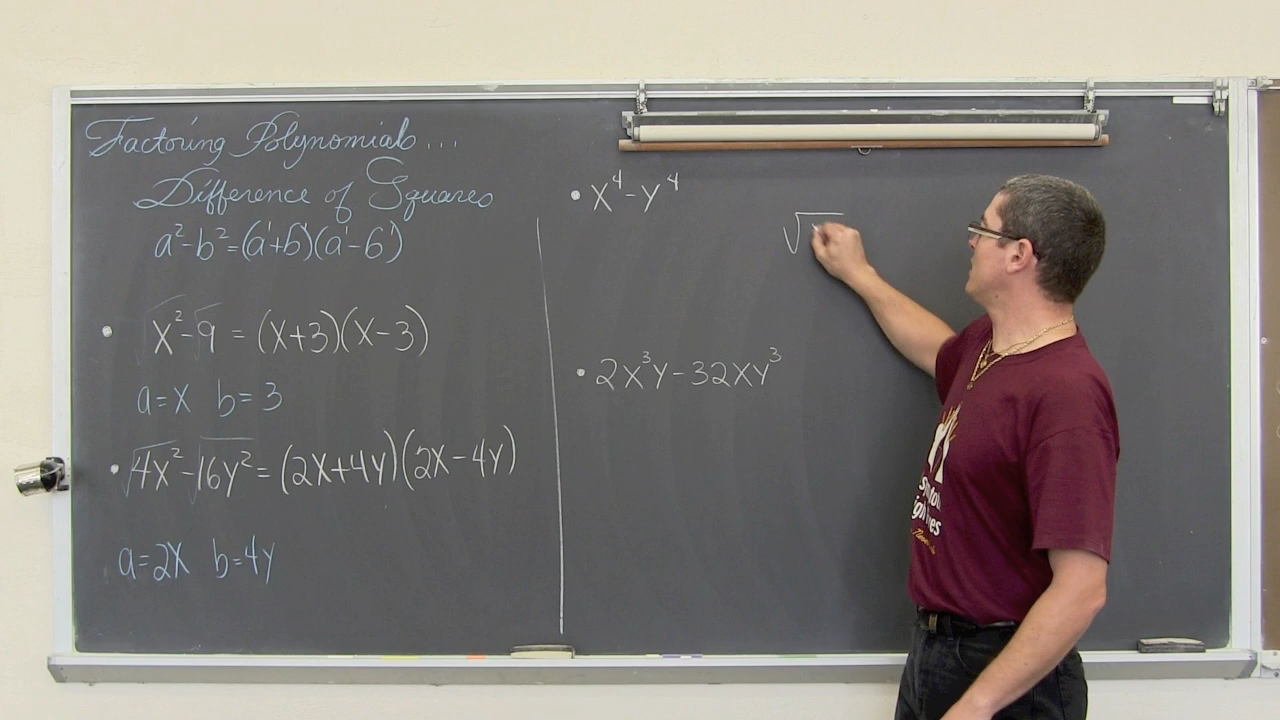 Factoring Polynomials...
Difference of Squares
a²-b²=(a'+b')(a'-b')
• √x²-√9 = (x+3)(x-3)
a=x b=3
• √4x²-√16y²=(2x+4y)(2x-4y)
a=2x b=4y
• x⁴-y⁴
√
• 2x³y-32xy³